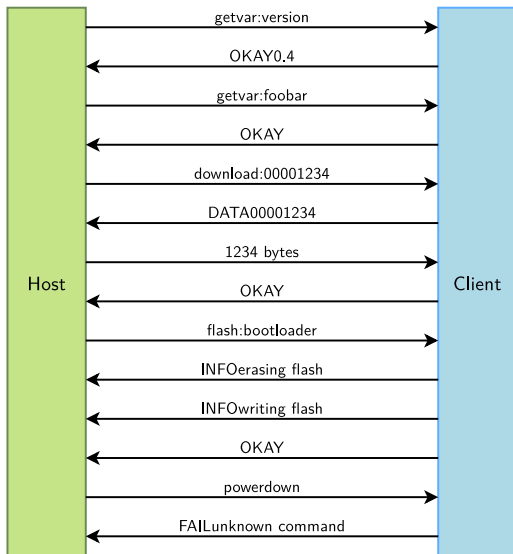 getvar:version
OKAY0.4
getvar:foobar
OKAY
download:00001234
DATA00001234
1234 bytes
Host
Client
OKAY
flash:bootloader
INFOerasing flash
INFOwriting flash
OKAY
powerdown
FAILunknown command